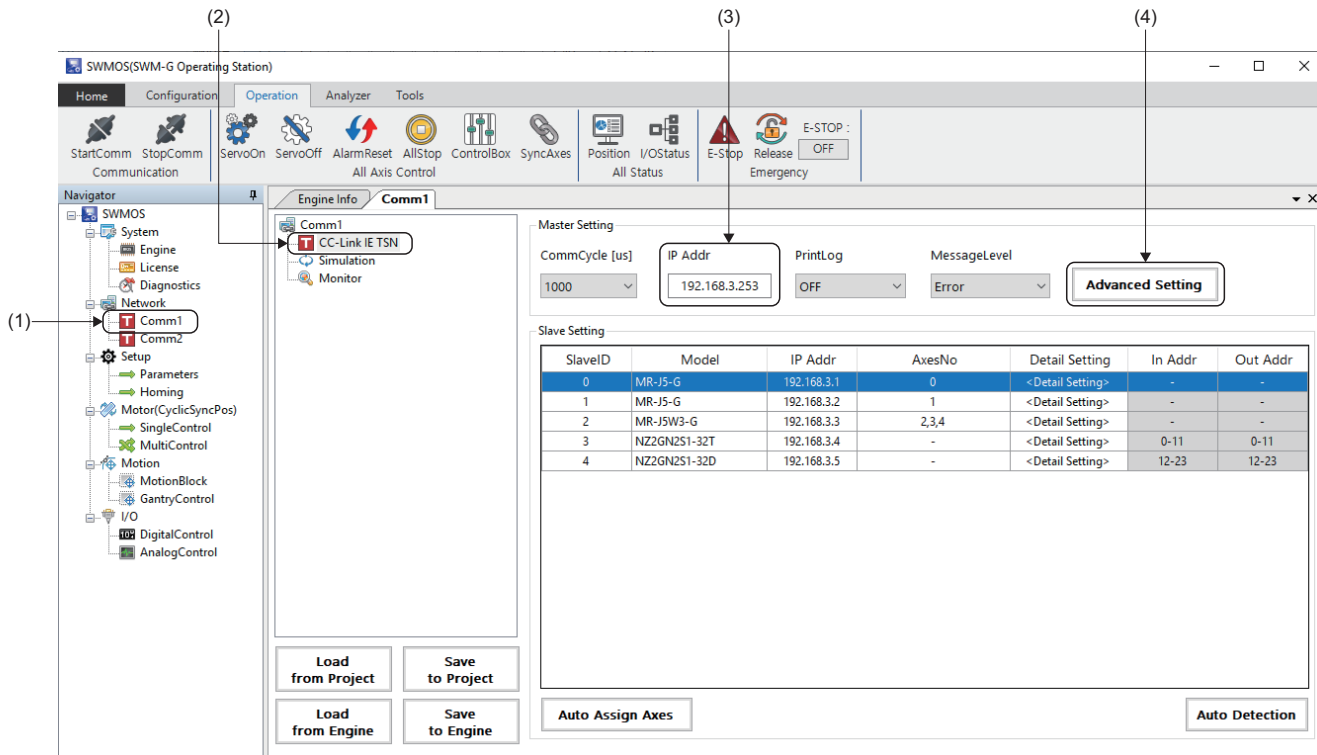 (2) (3) (4)
SWMOS(SWM-G Operating Station)
Home Configuration Operation Analyzer Tools
StartComm StopComm ServoOn ServoOff AlarmReset AllStop ControlBox SyncAxes Position I/OStatus E-Stop Release E-STOP : OFF
Communication All Axis Control All Status Emergency
Navigator
SWMOS
System
Engine
License
Diagnostics
Network
(1)
Comm1
Comm2
Setup
Parameters
Homing
Motor(CyclicSyncPos)
SingleControl
MultiControl
Motion
MotionBlock
GantryControl
I/O
DigitalControl
AnalogControl
Engine Info Comm1
Comm1
CC-Link IE TSN
Simulation
Monitor
Load from Project
Save to Project
Load from Engine
Save to Engine
Master Setting
CommCycle [us] IP Addr PrintLog MessageLevel
1000 192.168.3.253 OFF Error Advanced Setting
Slave Setting
SlaveID Model IP Addr AxesNo Detail Setting In Addr Out Addr
0 MR-J5-G 192.168.3.1 0 <Detail Setting> - -
1 MR-J5-G 192.168.3.2 1 <Detail Setting> - -
2 MR-J5W3-G 192.168.3.3 2,3,4 <Detail Setting> - -
3 NZ2GN2S1-32T 192.168.3.4 - <Detail Setting> 0-11 0-11
4 NZ2GN2S1-32D 192.168.3.5 - <Detail Setting> 12-23 12-23
Auto Assign Axes Auto Detection